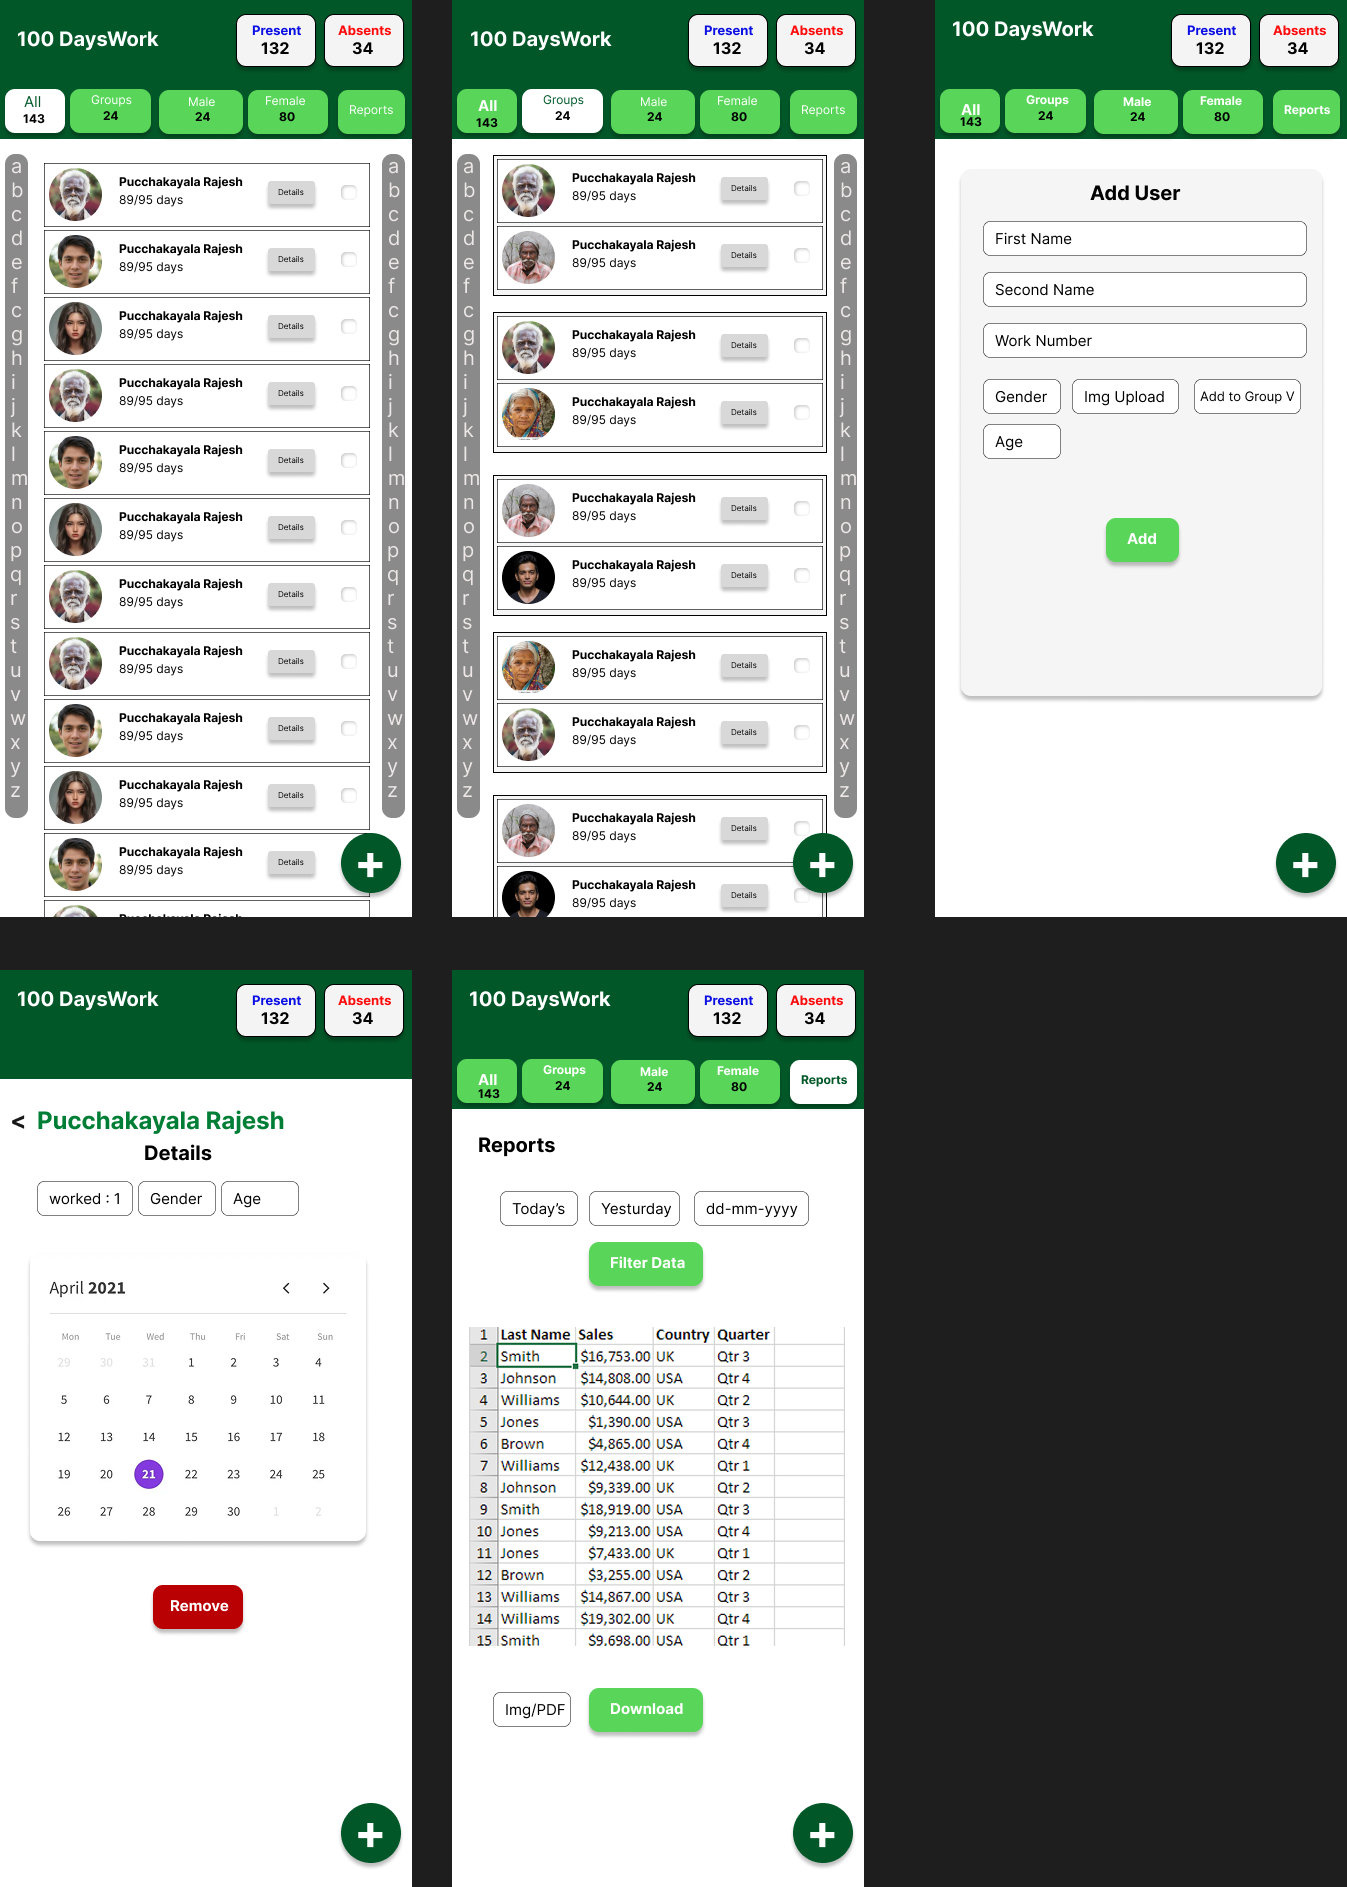 100 DaysWork
Present
132
Absents
34
All
143
Groups
24
Male
24
Female
80
Reports
a
b
c
d
e
f
c
g
h
i
j
k
l
m
n
o
p
q
r
s
t
u
v
w
x
y
z
Pucchakayala Rajesh
89/95 days
Details
Pucchakayala Rajesh
89/95 days
Details
Pucchakayala Rajesh
89/95 days
Details
Pucchakayala Rajesh
89/95 days
Details
Pucchakayala Rajesh
89/95 days
Details
Pucchakayala Rajesh
89/95 days
Details
Pucchakayala Rajesh
89/95 days
Details
Pucchakayala Rajesh
89/95 days
Details
Pucchakayala Rajesh
89/95 days
Details
Pucchakayala Rajesh
89/95 days
Details
Pucchakayala Rajesh
89/95 days
Details
Pucchakayala Rajesh
a
b
c
d
e
f
c
g
h
i
j
k
l
m
n
o
p
q
r
s
t
u
v
w
x
y
z
+
100 DaysWork
Present
132
Absents
34
All
143
Groups
24
Male
24
Female
80
Reports
a
b
c
d
e
f
c
g
h
i
j
k
l
m
n
o
p
q
r
s
t
u
v
w
x
y
z
Pucchakayala Rajesh
89/95 days
Details
Pucchakayala Rajesh
89/95 days
Details
Pucchakayala Rajesh
89/95 days
Details
Pucchakayala Rajesh
89/95 days
Details
Pucchakayala Rajesh
89/95 days
Details
Pucchakayala Rajesh
89/95 days
Details
Pucchakayala Rajesh
89/95 days
Details
Pucchakayala Rajesh
89/95 days
Details
Pucchakayala Rajesh
89/95 days
Details
Pucchakayala Rajesh
89/95 days
Details
a
b
c
d
e
f
c
g
h
i
j
k
l
m
n
o
p
q
r
s
t
u
v
w
x
y
z
+
100 DaysWork
Present
132
Absents
34
All
143
Groups
24
Male
24
Female
80
Reports
Add User
First Name
Second Name
Work Number
Gender
Img Upload
Add to Group V
Age
Add
+
100 DaysWork
Present
132
Absents
34
< Pucchakayala Rajesh
Details
worked : 1
Gender
Age
April 2021 < >
Mon Tue Wed Thu Fri Sat Sun
29 30 31 1 2 3 4
5 6 7 8 9 10 11
12 13 14 15 16 17 18
19 20 21 22 23 24 25
26 27 28 29 30 1 2
Remove
+
100 DaysWork
Present
132
Absents
34
All
143
Groups
24
Male
24
Female
80
Reports
Reports
Today's
Yesturday
dd-mm-yyyy
Filter Data
1 Last Name Sales Country Quarter
2 Smith $16,753.00 UK Qtr 3
3 Johnson $14,808.00 USA Qtr 4
4 Williams $10,644.00 UK Qtr 2
5 Jones $1,390.00 USA Qtr 3
6 Brown $4,865.00 USA Qtr 4
7 Williams $12,438.00 UK Qtr 1
8 Johnson $9,339.00 UK Qtr 2
9 Smith $18,919.00 USA Qtr 3
10 Jones $9,213.00 USA Qtr 4
11 Jones $7,433.00 UK Qtr 1
12 Brown $3,255.00 USA Qtr 2
13 Williams $14,867.00 USA Qtr 3
14 Williams $19,302.00 UK Qtr 4
15 Smith $9,698.00 USA Qtr 1
Img/PDF
Download
+